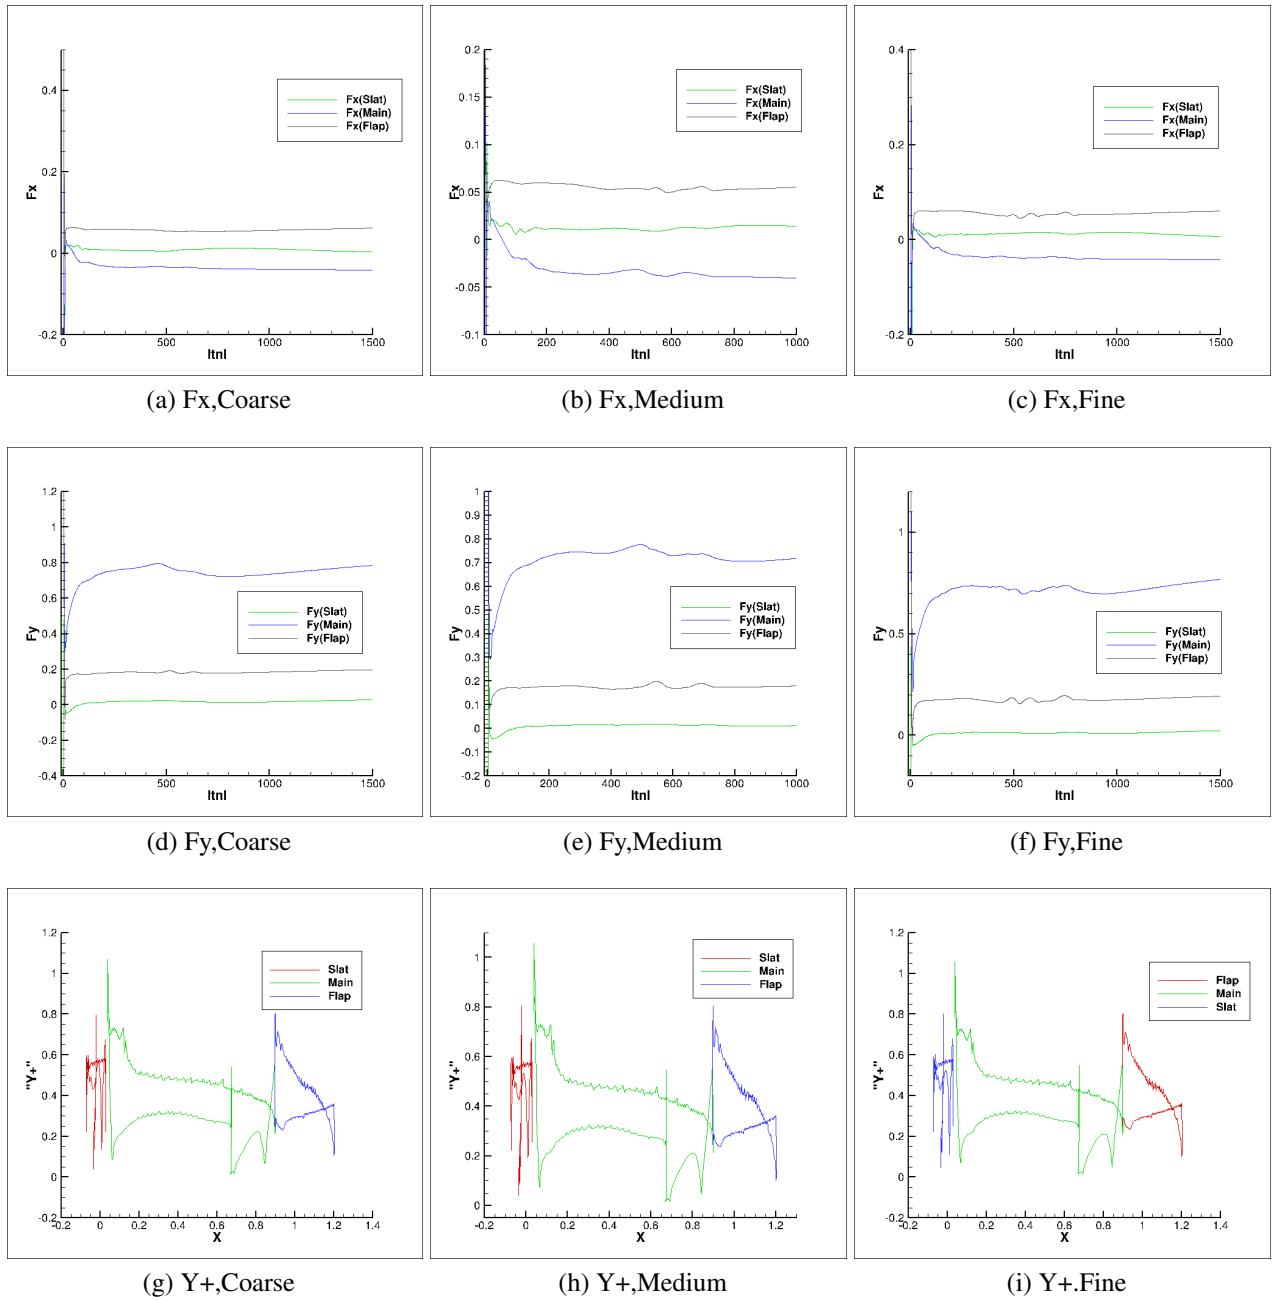 0.4
0.2
0
-0.2
Fx
0
500
1000
1500
Itnl
Fx(Slat)
Fx(Main)
Fx(Flap)
(a) Fx,Coarse
0.2
0.15
0.1
0.05
0
-0.05
-0.1
Fx
0
200
400
600
800
1000
Itnl
Fx(Slat)
Fx(Main)
Fx(Flap)
(b) Fx,Medium
0.4
0.2
0
-0.2
Fx
0
500
1000
1500
Itnl
Fx(Slat)
Fx(Main)
Fx(Flap)
(c) Fx,Fine
1.2
1
0.8
0.6
0.4
0.2
0
-0.2
-0.4
Fy
0
500
1000
1500
Itnl
Fy(Slat)
Fy(Main)
Fy(Flap)
(d) Fy,Coarse
1
0.9
0.8
0.7
0.6
0.5
0.4
0.3
0.2
0.1
0
-0.1
-0.2
Fy
0
200
400
600
800
1000
Itnl
Fy(Slat)
Fy(Main)
Fy(Flap)
(e) Fy,Medium
1
0.5
0
Fy
0
500
1000
1500
Itnl
Fy(Slat)
Fy(Main)
Fy(Flap)
(f) Fy,Fine
1.2
1
0.8
0.6
0.4
0.2
0
-0.2
"Y+"
-0.2
0
0.2
0.4
0.6
0.8
1
1.2
1.4
X
Slat
Main
Flap
(g) Y+,Coarse
1
0.8
0.6
0.4
0.2
0
"Y+"
-0.2
0
0.2
0.4
0.6
0.8
1
1.2
X
Slat
Main
Flap
(h) Y+,Medium
1.2
1
0.8
0.6
0.4
0.2
0
-0.2
"Y+"
-0.2
0
0.2
0.4
0.6
0.8
1
1.2
1.4
X
Flap
Main
Slat
(i) Y+.Fine